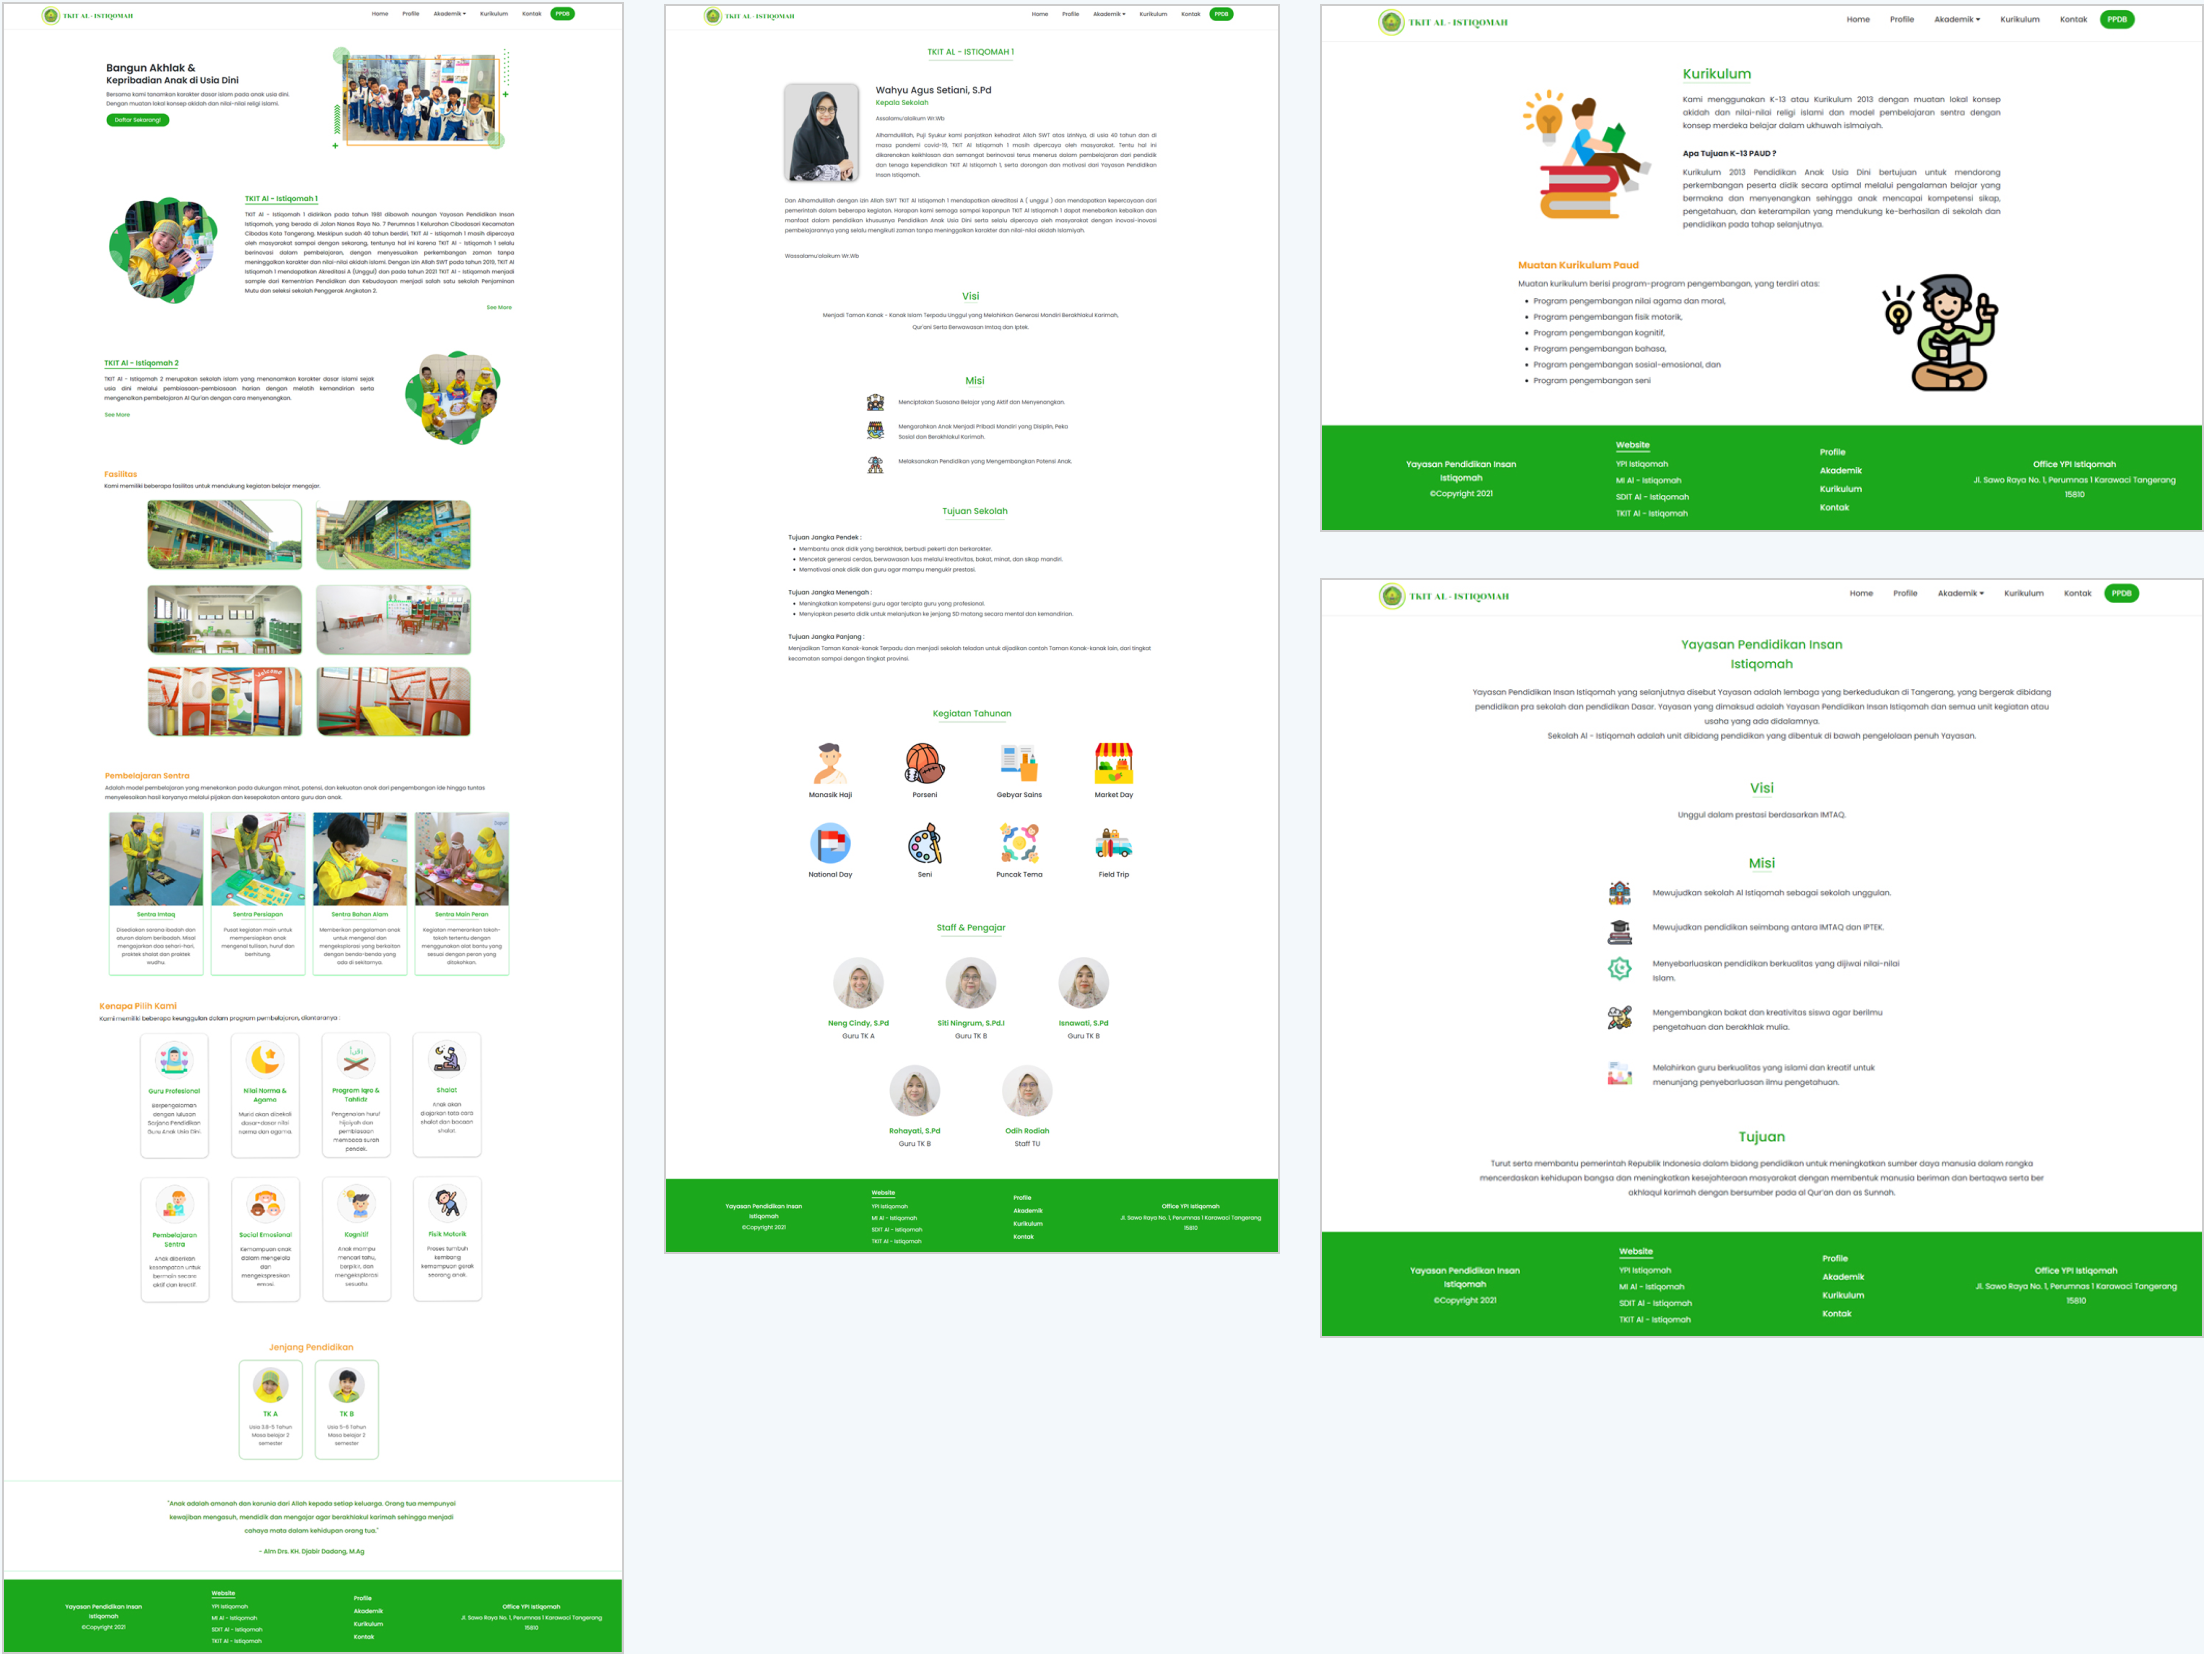 TKIT AL - ISTIQOMAH
Home Profile Akademik Kurikulum Kontak PPDB
Bangun Akhlak &
Kepribadian Anak di Usia Dini
Bersama kami tanamkan karakter dasar islam pada anak usia dini.
Dengan muatan lokal konsep akidah dan nilai-nilai religi islami.
Daftar Sekarang!
TKIT Al - Istiqomah 1
TKIT Al - Istiqomah 1 didirikan pada tahun 1981 dibawah naungan Yayasan Pendidikan Insan
Istiqomah, yang berada di Jalan Nanas Raya No. 7 Perumnas 1 Kelurahan Cibodasari Kecamatan
Cibodas Kota Tangerang. Meskipun sudah 40 tahun berdiri, TKIT Al - Istiqomah 1 masih dipercaya
oleh masyarakat sampai dengan sekarang, tentunya hal ini karena TKIT Al - Istiqomah 1 selalu
berinovasi dalam pembelajaran, dengan menyesuaikan perkembangan zaman tanpa
meninggalkan karakter dan nilai-nilai akidah islami. Dengan izin Allah SWT pada tahun 2019, TKIT Al
Istiqomah 1 mendapatkan Akreditasi A (Unggul) dan pada tahun 2021 TKIT Al - Istiqomah menjadi
sample dari Kementrian Pendidikan dan Kebudayaan menjadi salah satu sekolah Penjaminan
Mutu dan seleksi sekolah Penggerak Angkatan 2.
See More
TKIT Al - Istiqomah 2
TKIT Al - Istiqomah 2 merupakan sekolah islam yang menanamkan karakter dasar islami sejak
usia dini melalui pembiasaan-pembiasaan harian dengan melatih kemandirian serta
mengenalkan pembelajaran Al Qur'an dengan cara menyenangkan.
See More
Fasilitas
Kami memiliki beberapa fasilitas untuk mendukung kegiatan belajar mengajar.
Pembelajaran Sentra
Adalah model pembelajaran yang menekankan pada dukungan minat, potensi, dan kekuatan anak dari pengembangan ide hingga tuntas
menyelesaikan hasil karyanya melalui pijakan dan kesepakatan antara guru dan anak.
Sentra Imtaq
Disediakan sarana ibadah dan
aturan dalam beribadah. Misal
mengajarkan doa sehari-hari,
praktek shalat dan praktek
wudhu.
Sentra Persiapan
Pusat kegiatan main untuk
mempersiapkan anak
mengenal tulisan, huruf dan
berhitung.
Sentra Bahan Alam
Memberikan pengalaman anak
untuk mengenal dan
mengeksplorasi yang berkaitan
dengan benda-benda yang
ada di sekitarnya.
Sentra Main Peran
Kegiatan memerankan tokoh-
tokoh tertentu dengan
menggunakan alat bantu yang
sesuai dengan peran yang
ditokohkan.
Kenapa Pilih Kami
Kami memiliki beberapa keunggulan dalam program pembelajaran, diantaranya :
Guru Profesional
Berpengalaman
dengan lulusan
Sarjana Pendidikan
Guru Anak Usia Dini.
Nilai Norma &
Agama
Murid akan dibekali
dasar-dasar nilai
norma dan agama.
Program Iqro &
Tahfidz
Pengenalan huruf
hijaiyah dan
pembiasaan
membaca surah
pendek.
Shalat
Anak akan
diajarkan tata cara
shalat dan bacaan
shalat
Pembelajaran
Sentra
Anak diberikan
kesempatan untuk
bermain secara
aktif dan kreatif
Social Emosional
Kemampuan anak
dalam mengelola
dan
mengekspresikan
emosi.
Kognitif
Anak mampu
mencari tahu,
berpikir, dan
mengeksplorasi
sesuatu.
Fisik Motorik
Proses tumbuh
kembang
kemampuan gerak
seorang anak.
Jenjang Pendidikan
TK A
Usia 3.8-5 Tahun
Masa belajar 2
semester
TK B
Usia 5-6 Tahun
Masa belajar 2
semester
"Anak adalah amanah dan karunia dari Allah kepada setiap keluarga. Orang tua mempunyai
kewajiban mengasuh, mendidik dan mengajar agar berakhlakul karimah sehingga menjadi
cahaya mata dalam kehidupan orang tua."
- Alm Drs. KH. Djabir Dadang, M.Ag
Yayasan Pendidikan Insan
Istiqomah
©Copyright 2021
Website
YPI Istiqomah
MI Al - Istiqomah
SDIT Al - Istiqomah
TKIT Al - Istiqomah
Profile
Akademik
Kurikulum
Kontak
Office YPI Istiqomah
Jl. Sawo Raya No. 1, Perumnas 1 Karawaci Tangerang
15810
TKIT AL - ISTIQOMAH
Home Profile Akademik Kurikulum Kontak PPDB
TKIT AL - ISTIQOMAH 1
Wahyu Agus Setiani, S.Pd
Kepala Sekolah
Assalamu'alaikum Wr.Wb
Alhamdulillah, Puji Syukur kami panjatkan kehadirat Allah SWT atas izinNya, di usia 40 tahun dan di
masa pandemi covid-19, TKIT Al Istiqomah 1 masih dipercaya oleh masyarakat. Tentu hal ini
dikarenakan keikhlasan dan semangat berinovasi terus menerus dalam pembelajaran dari pendidik
dan tenaga kependidikan TKIT Al Istiqomah 1, serta dorongan dan motivasi dari Yayasan Pendidikan
Insan Istiqomah.
Dan Alhamdulillah dengan izin Allah SWT TKIT Al Istiqomah 1 mendapatkan akreditasi A ( unggul ) dan mendapatkan kepercayaan dari
pemerintah dalam beberapa kegiatan. Harapan kami semoga sampai kapanpun TKIT Al Istiqomah 1 dapat menebarkan kebaikan dan
manfaat dalam pendidikan khususnya Pendidikan Anak Usia Dini serta selalu dipercaya oleh masyarakat dengan inovasi-inovasi
pembelajarannya yang selalu mengikuti zaman tanpa meninggalkan karakter dan nilai-nilai akidah Islamiyah.
Wassalamu'alaikum Wr.Wb
Visi
Menjadi Taman Kanak - Kanak Islam Terpadu Unggul yang Melahirkan Generasi Mandiri Berakhlakul Karimah,
Qur'ani Serta Berwawasan Imtaq dan Iptek.
Misi
Menciptakan Suasana Belajar yang Aktif dan Menyenangkan.
Mengarahkan Anak Menjadi Pribadi Mandiri yang Disiplin, Peka
Sosial dan Berakhlakul Karimah.
Melaksanakan Pendidikan yang Mengembangkan Potensi Anak.
Tujuan Sekolah
Tujuan Jangka Pendek :
• Membantu anak didik yang berakhlak, berbudi pekerti dan berkarakter.
• Mencetak generasi cerdas, berwawasan luas melalui kreativitas, bakat, minat, dan sikap mandiri.
• Memotivasi anak didik dan guru agar mampu mengukir prestasi.
Tujuan Jangka Menengah :
• Meningkatkan kompetensi guru agar tercipta guru yang profesional.
• Menyiapkan peserta didik untuk melanjutkan ke jenjang SD matang secara mental dan kemandirian.
Tujuan Jangka Panjang :
Menjadikan Taman Kanak-kanak Terpadu dan menjadi sekolah teladan untuk dijadikan contoh Taman Kanak-kanak lain, dari tingkat
kecamatan sampai dengan tingkat provinsi.
Kegiatan Tahunan
Manasik Haji Porseni Gebyar Sains Market Day
National Day Seni Puncak Tema Field Trip
Staff & Pengajar
Neng Cindy, S.Pd Siti Ningrum, S.Pd.I Isnawati, S.Pd
Guru TK A Guru TK B Guru TK B
Rohayati, S.Pd Odih Rodiah
Guru TK B Staff TU
Yayasan Pendidikan Insan
Istiqomah
©Copyright 2021
Website
YPI Istiqomah
MI Al - Istiqomah
SDIT Al - Istiqomah
TKIT Al - Istiqomah
Profile
Akademik
Kurikulum
Kontak
Office YPI Istiqomah
Jl. Sawo Raya No. 1, Perumnas 1 Karawaci Tangerang
15810
TKIT AL - ISTIQOMAH
Home Profile Akademik Kurikulum Kontak PPDB
Kurikulum
Kami menggunakan K-13 atau Kurikulum 2013 dengan muatan lokal konsep
akidah dan nilai-nilai religi islami dan model pembelajaran sentra dengan
konsep merdeka belajar dalam ukhuwah islmaiyah.
Apa Tujuan K-13 PAUD ?
Kurikulum 2013 Pendidikan Anak Usia Dini bertujuan untuk mendorong
perkembangan peserta didik secara optimal melalui pengalaman belajar yang
bermakna dan menyenangkan sehingga anak mencapai kompetensi sikap,
pengetahuan, dan keterampilan yang mendukung ke-berhasilan di sekolah dan
pendidikan pada tahap selanjutnya.
Muatan Kurikulum Paud
Muatan kurikulum berisi program-program pengembangan, yang terdiri atas:
• Program pengembangan nilai agama dan moral,
• Program pengembangan fisik motorik,
• Program pengembangan kognitif,
• Program pengembangan bahasa,
• Program pengembangan sosial-emosional, dan
• Program pengembangan seni
Yayasan Pendidikan Insan
Istiqomah
©Copyright 2021
Website
YPI Istiqomah
MI Al - Istiqomah
SDIT Al - Istiqomah
TKIT Al - Istiqomah
Profile
Akademik
Kurikulum
Kontak
Office YPI Istiqomah
Jl. Sawo Raya No. 1, Perumnas 1 Karawaci Tangerang
15810
TKIT AL - ISTIQOMAH
Home Profile Akademik Kurikulum Kontak PPDB
Yayasan Pendidikan Insan
Istiqomah
Yayasan Pendidikan Insan Istiqomah yang selanjutnya disebut Yayasan adalah lembaga yang berkedudukan di Tangerang, yang bergerak dibidang
pendidikan pra sekolah dan pendidikan Dasar. Yayasan yang dimaksud adalah Yayasan Pendidikan Insan Istiqomah dan semua unit kegiatan atau
usaha yang ada didalamnya.
Sekolah Al - Istiqomah adalah unit dibidang pendidikan yang dibentuk di bawah pengelolaan penuh Yayasan.
Visi
Unggul dalam prestasi berdasarkan IMTAQ.
Misi
Mewujudkan sekolah Al Istiqomah sebagai sekolah unggulan.
Mewujudkan pendidikan seimbang antara IMTAQ dan IPTEK.
Menyebarluaskan pendidikan berkualitas yang dijiwai nilai-nilai
Islam.
Mengembangkan bakat dan kreativitas siswa agar berilmu
pengetahuan dan berakhlak mulia.
Melahirkan guru berkualitas yang islami dan kreatif untuk
menunjang penyebarluasan ilmu pengetahuan.
Tujuan
Turut serta membantu pemerintah Republik Indonesia dalam bidang pendidikan untuk meningkatkan sumber daya manusia dalam rangka
mencerdaskan kehidupan bangsa dan meningkatkan kesejahteraan masyarakat dengan membentuk manusia beriman dan bertaqwa serta ber
akhlaqul karimah dengan bersumber pada al Qur'an dan as Sunnah.
Yayasan Pendidikan Insan
Istiqomah
©Copyright 2021
Website
YPI Istiqomah
MI Al - Istiqomah
SDIT Al - Istiqomah
TKIT Al - Istiqomah
Profile
Akademik
Kurikulum
Kontak
Office YPI Istiqomah
Jl. Sawo Raya No. 1, Perumnas 1 Karawaci Tangerang
15810